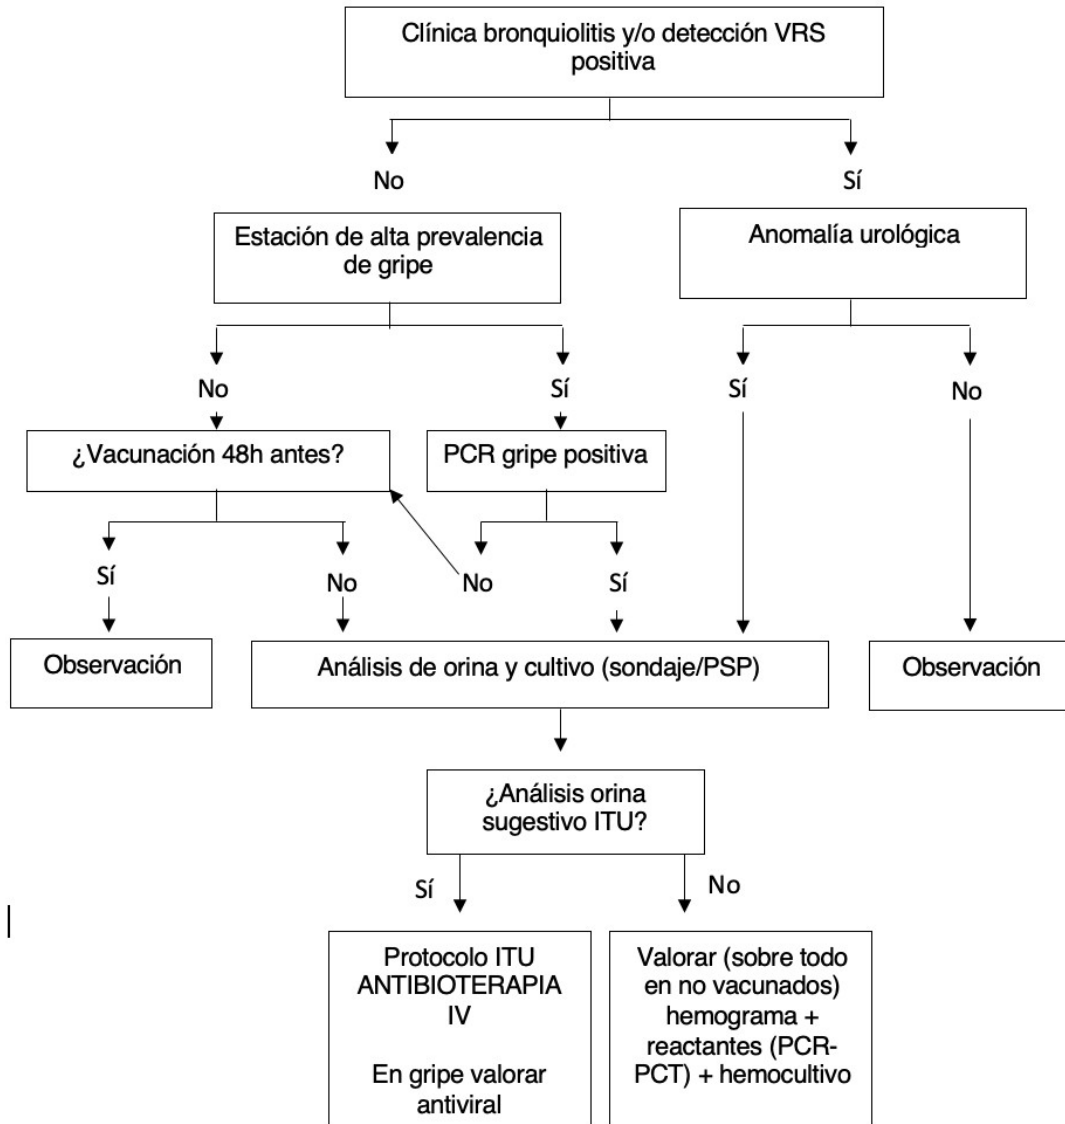 Clínica bronquiolitis y/o detección VRS
positiva
No
Sí
Estación de alta prevalencia
de gripe
Anomalía urológica
No
Sí
Sí
No
¿Vacunación 48h antes?
PCR gripe positiva
Sí
No
No
Sí
Observación
Análisis de orina y cultivo (sondaje/PSP)
Observación
¿Análisis orina
sugestivo ITU?
Sí
No
Protocolo ITU
ANTIBIOTERAPIA
IV
En gripe valorar
antiviral
Valorar (sobre todo
en no vacunados)
hemograma +
reactantes (PCR-
PCT) + hemocultivo